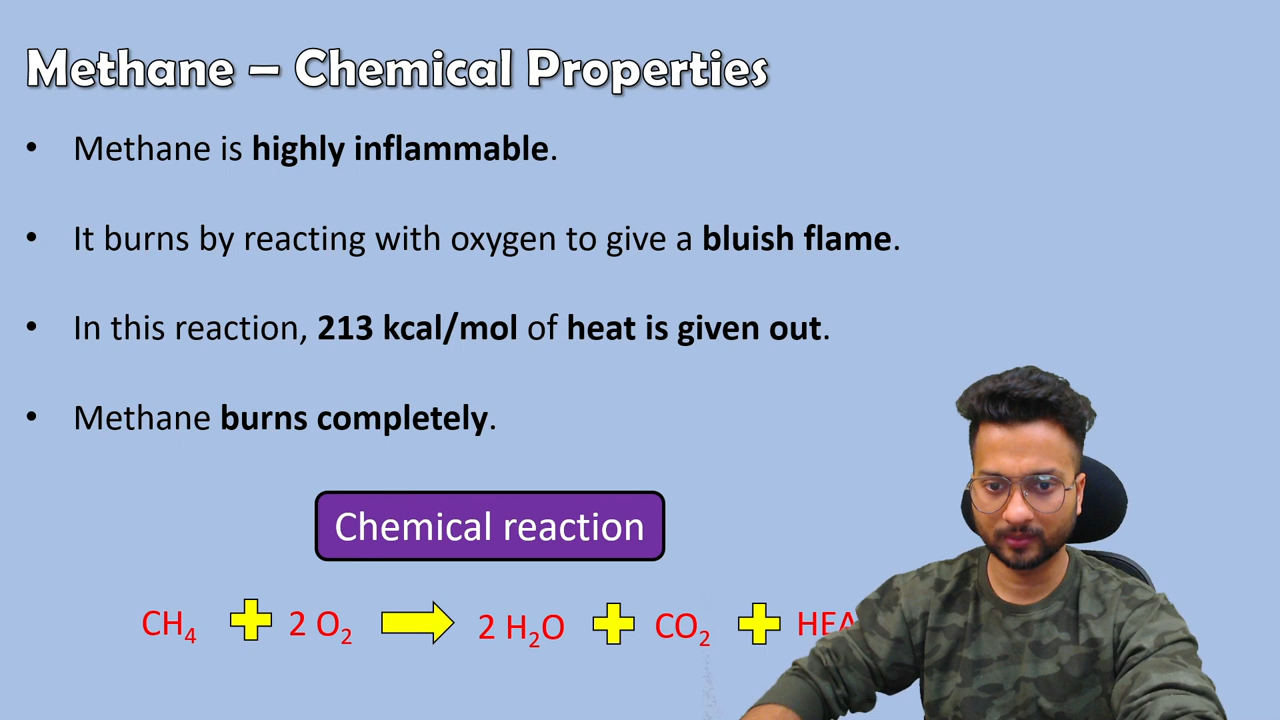 Methane – Chemical Properties
• Methane is highly inflammable.
• It burns by reacting with oxygen to give a bluish flame.
• In this reaction, 213 kcal/mol of heat is given out.
• Methane burns completely.
Chemical reaction
CH₄ + 2 O₂ → 2 H₂O + CO₂ +